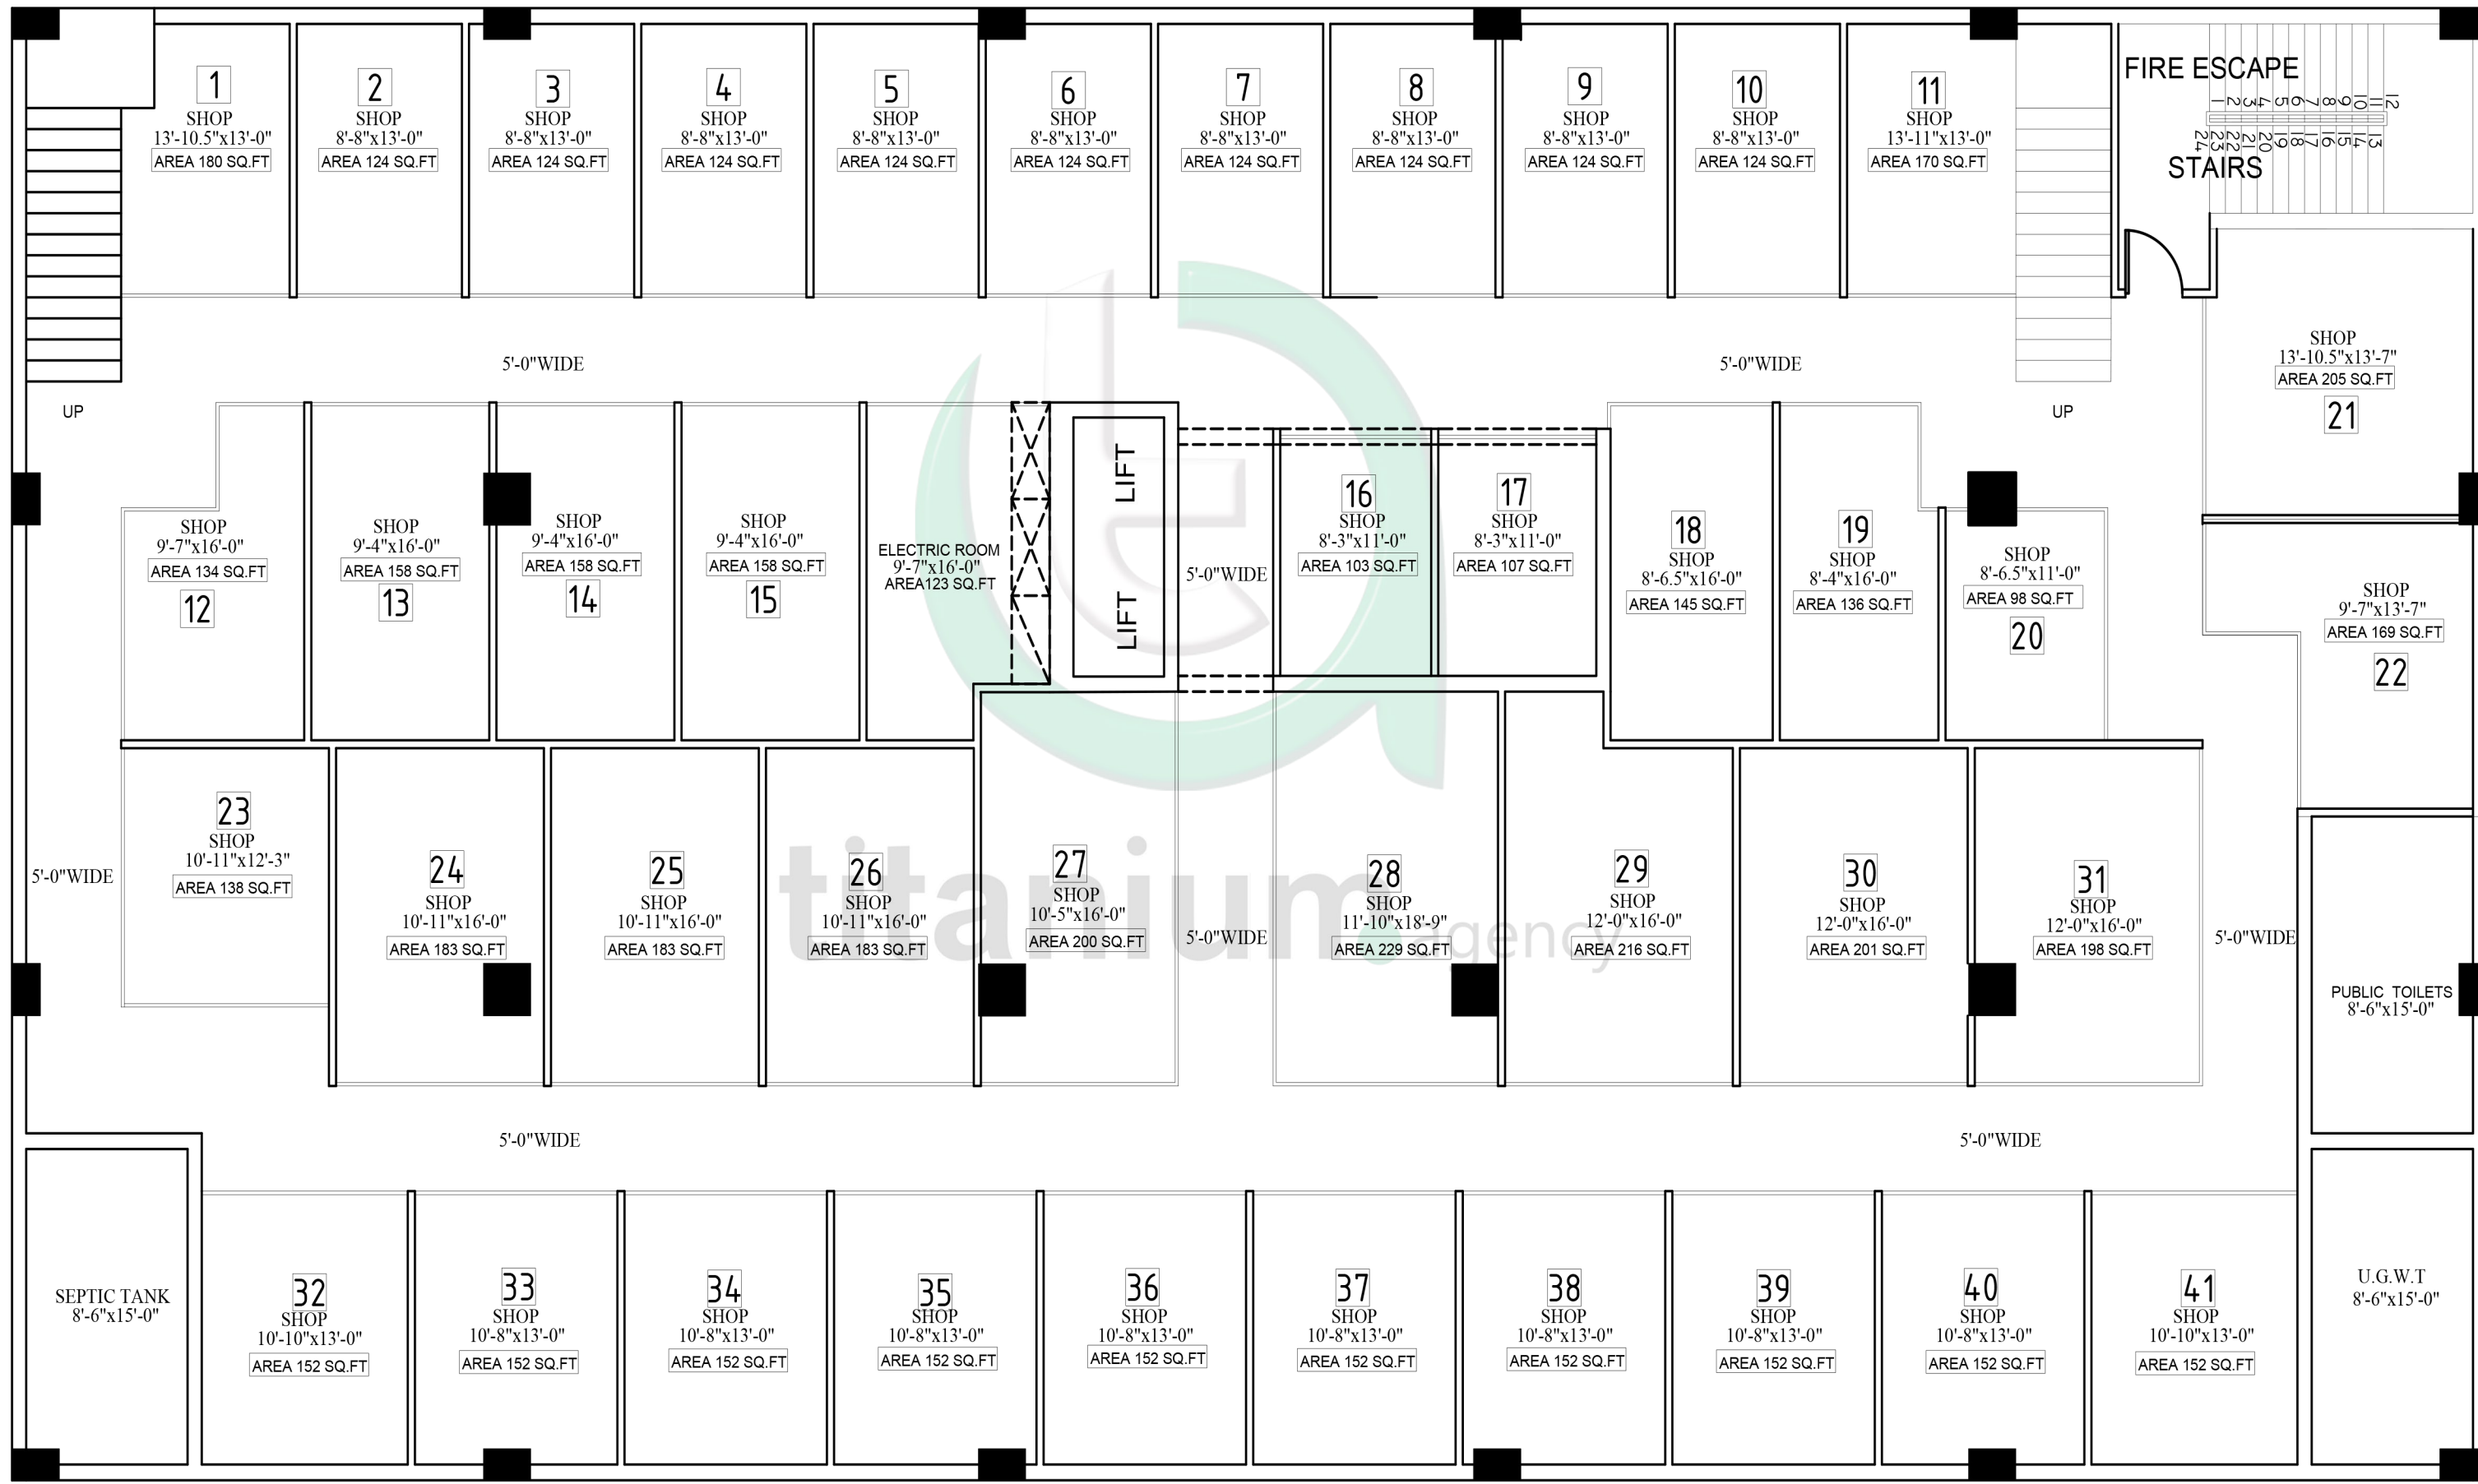 1
SHOP
13'-10.5"x13'-0"
AREA 180 SQ.FT
2
SHOP
8'-8"x13'-0"
AREA 124 SQ.FT
3
SHOP
8'-8"x13'-0"
AREA 124 SQ.FT
4
SHOP
8'-8"x13'-0"
AREA 124 SQ.FT
5
SHOP
8'-8"x13'-0"
AREA 124 SQ.FT
6
SHOP
8'-8"x13'-0"
AREA 124 SQ.FT
7
SHOP
8'-8"x13'-0"
AREA 124 SQ.FT
8
SHOP
8'-8"x13'-0"
AREA 124 SQ.FT
9
SHOP
8'-8"x13'-0"
AREA 124 SQ.FT
10
SHOP
8'-8"x13'-0"
AREA 124 SQ.FT
11
SHOP
13'-11"x13'-0"
AREA 170 SQ.FT
FIRE ESCAPE
1 2 3 4 5 6 7 8 9 10 11 12
24 23 22 21 20 19 18 17 16 15 14 13
STAIRS
5'-0"WIDE
5'-0"WIDE
UP
UP
SHOP
13'-10.5"x13'-7"
AREA 205 SQ.FT
21
SHOP
9'-7"x16'-0"
AREA 134 SQ.FT
12
SHOP
9'-4"x16'-0"
AREA 158 SQ.FT
13
SHOP
9'-4"x16'-0"
AREA 158 SQ.FT
14
SHOP
9'-4"x16'-0"
AREA 158 SQ.FT
15
ELECTRIC ROOM
9'-7"x16'-0"
AREA123 SQ.FT
LIFT
LIFT
5'-0"WIDE
16
SHOP
8'-3"x11'-0"
AREA 103 SQ.FT
17
SHOP
8'-3"x11'-0"
AREA 107 SQ.FT
18
SHOP
8'-6.5"x16'-0"
AREA 145 SQ.FT
19
SHOP
8'-4"x16'-0"
AREA 136 SQ.FT
SHOP
8'-6.5"x11'-0"
AREA 98 SQ.FT
20
SHOP
9'-7"x13'-7"
AREA 169 SQ.FT
22
5'-0"WIDE
23
SHOP
10'-11"x12'-3"
AREA 138 SQ.FT
24
SHOP
10'-11"x16'-0"
AREA 183 SQ.FT
25
SHOP
10'-11"x16'-0"
AREA 183 SQ.FT
26
SHOP
10'-11"x16'-0"
AREA 183 SQ.FT
27
SHOP
10'-5"x16'-0"
AREA 200 SQ.FT
5'-0"WIDE
28
SHOP
11'-10"x18'-9"
AREA 229 SQ.FT
29
SHOP
12'-0"x16'-0"
AREA 216 SQ.FT
30
SHOP
12'-0"x16'-0"
AREA 201 SQ.FT
31
SHOP
12'-0"x16'-0"
AREA 198 SQ.FT
5'-0"WIDE
titanium.agency
PUBLIC TOILETS
8'-6"x15'-0"
5'-0"WIDE
5'-0"WIDE
SEPTIC TANK
8'-6"x15'-0"
32
SHOP
10'-10"x13'-0"
AREA 152 SQ.FT
33
SHOP
10'-8"x13'-0"
AREA 152 SQ.FT
34
SHOP
10'-8"x13'-0"
AREA 152 SQ.FT
35
SHOP
10'-8"x13'-0"
AREA 152 SQ.FT
36
SHOP
10'-8"x13'-0"
AREA 152 SQ.FT
37
SHOP
10'-8"x13'-0"
AREA 152 SQ.FT
38
SHOP
10'-8"x13'-0"
AREA 152 SQ.FT
39
SHOP
10'-8"x13'-0"
AREA 152 SQ.FT
40
SHOP
10'-8"x13'-0"
AREA 152 SQ.FT
41
SHOP
10'-10"x13'-0"
AREA 152 SQ.FT
U.G.W.T
8'-6"x15'-0"